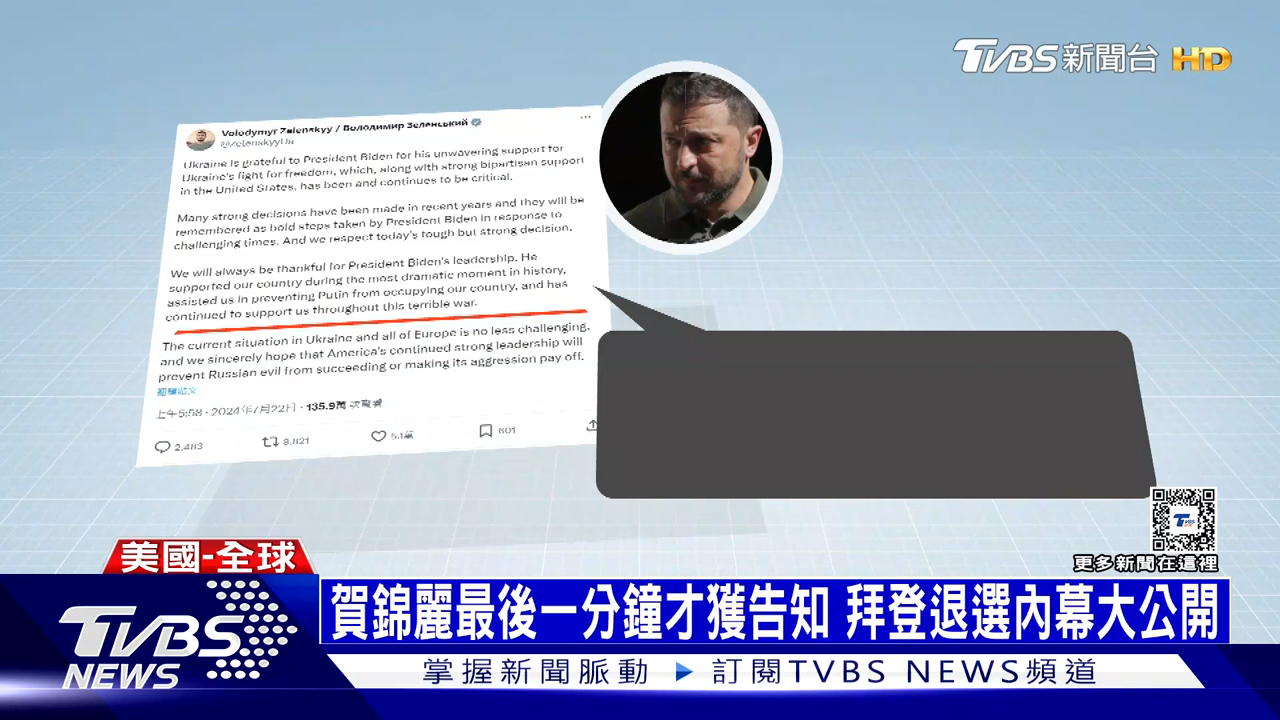 TVBS新聞台 HD
Volodymyr Zelenskyy / Володимир Зеленський
@ZelenskyyUa
Ukraine is grateful to President Biden for his unwavering support for
Ukraine's fight for freedom, which, along with strong bipartisan support
in the United States, has been and continues to be critical.
Many strong decisions have been made in recent years and they will be
remembered as bold steps taken by President Biden in response to
challenging times. And we respect today's tough but strong decision.
We will always be thankful for President Biden's leadership. He
supported our country during the most dramatic moment in history,
assisted us in preventing Putin from occupying our country, and has
continued to support us throughout this terrible war.
The current situation in Ukraine and all of Europe is no less challenging,
and we sincerely hope that America's continued strong leadership will
prevent Russian evil from succeeding or making its aggression pay off.
翻譯貼文
上午5:58 · 2024年7月22日 · 135.9萬 次觀看
2,483 8,821 5.1萬 601
TVBS
更多新聞在這裡
美國-全球
賀錦麗最後一分鐘才獲告知 拜登退選內幕大公開
TVBS NEWS
掌握新聞脈動 訂閱TVBS NEWS頻道